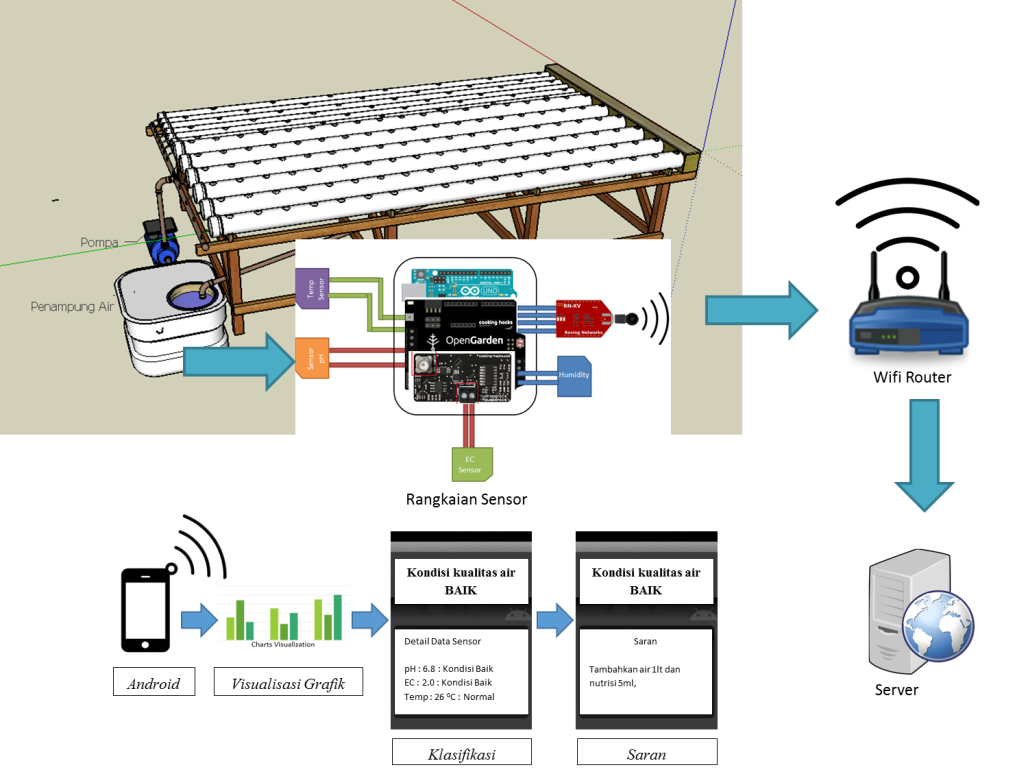 Pompa
Penampung Air
Temp
Sensor
Sensor
pH
UNO
cooking hacks
OpenGarden
RN-XV
Roving Networks
Humidity
EC
Sensor
Rangkaian Sensor
Wifi Router
Server
Charts Visualization
Android
Visualisasi Grafik
Kondisi kualitas air
BAIK
Detail Data Sensor
pH : 6.8 : Kondisi Baik
EC : 2.0 : Kondisi Baik
Temp : 26 ºC : Normal
Klasifikasi
Kondisi kualitas air
BAIK
Saran
Tambahkan air 1lt dan
nutrisi 5ml,
Saran